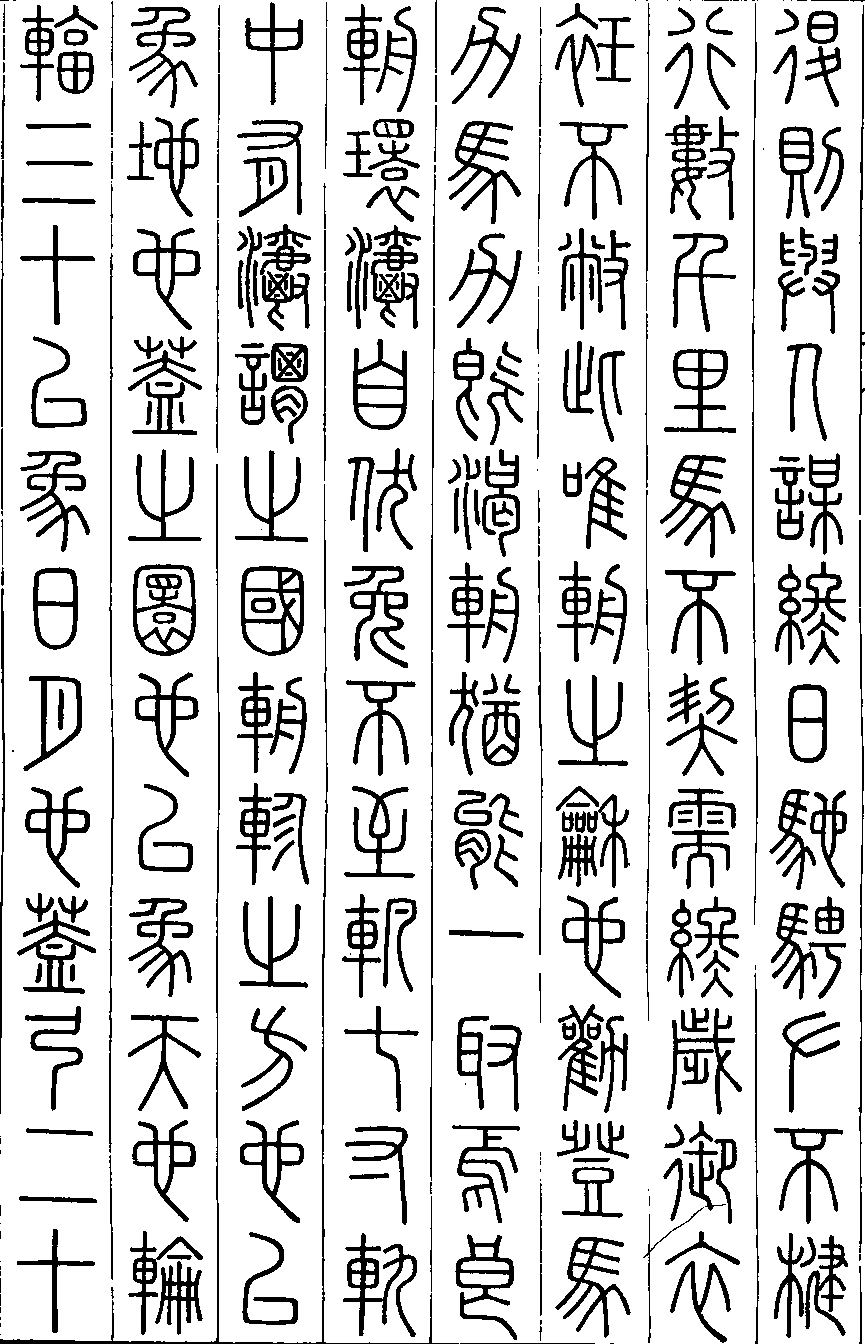 得則與人謀終日馳騁𠂇不楗
行數千里馬不契需終歲御衣
衽不敝此唯輈之龢也勸登馬
力馬力既渴輈猶能一取焉良
輈環灂自伏兔不至軓七寸軓
中有灂謂之國輈軫之方也以
象地也蓋之圜也以象天也輪
輻三十以象日月也蓋弓二十